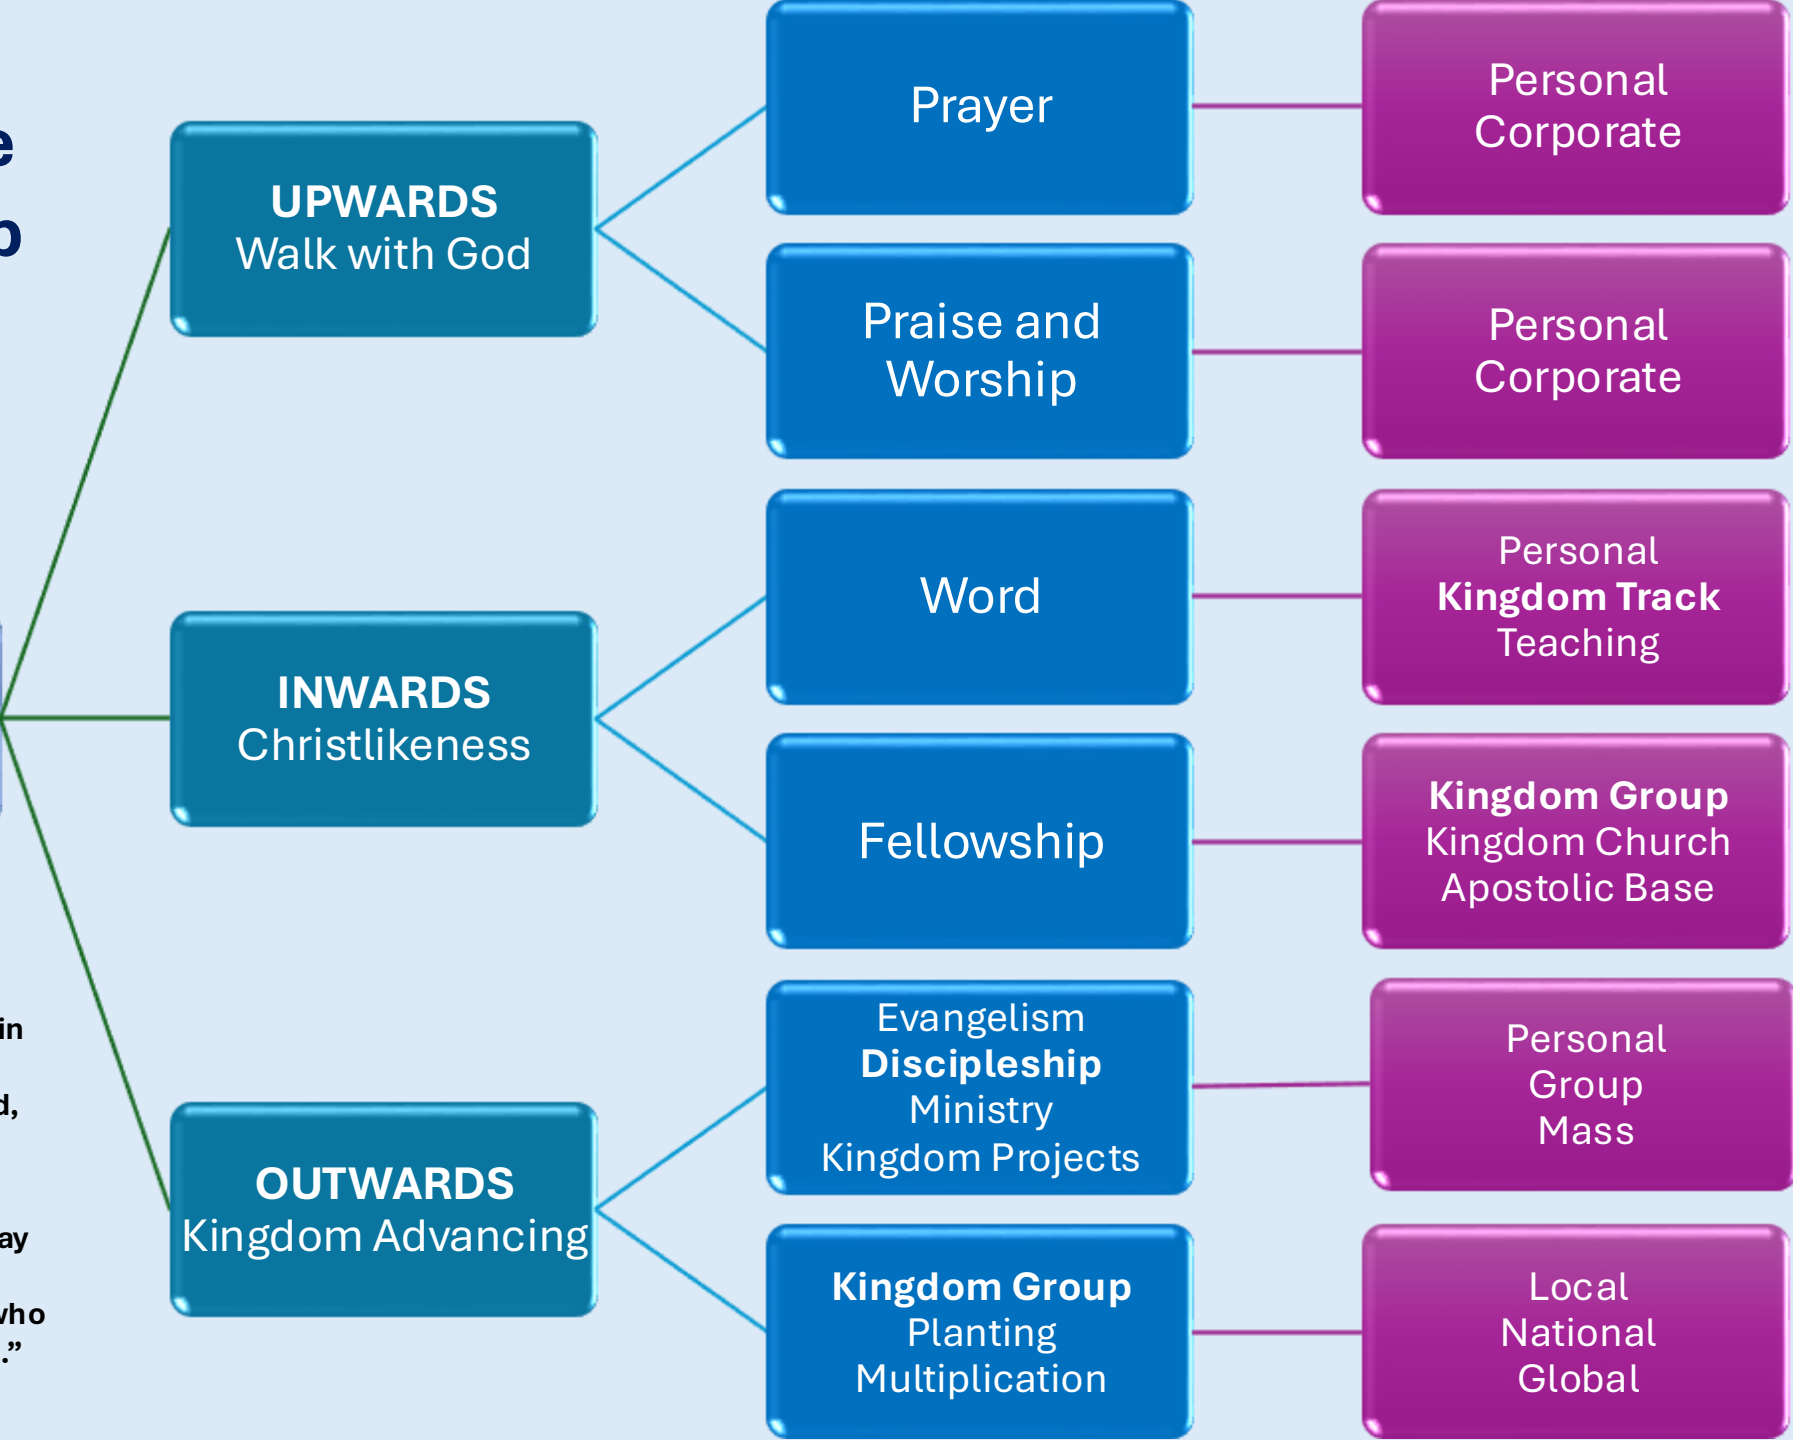 UPWARDS
Walk with God
Prayer
Personal
Corporate
Praise and
Worship
Personal
Corporate
INWARDS
Christlikeness
Word
Personal
Kingdom Track
Teaching
Fellowship
Kingdom Group
Kingdom Church
Apostolic Base
OUTWARDS
Kingdom Advancing
Evangelism
Discipleship
Ministry
Kingdom Projects
Personal
Group
Mass
Kingdom Group
Planting
Multiplication
Local
National
Global
in